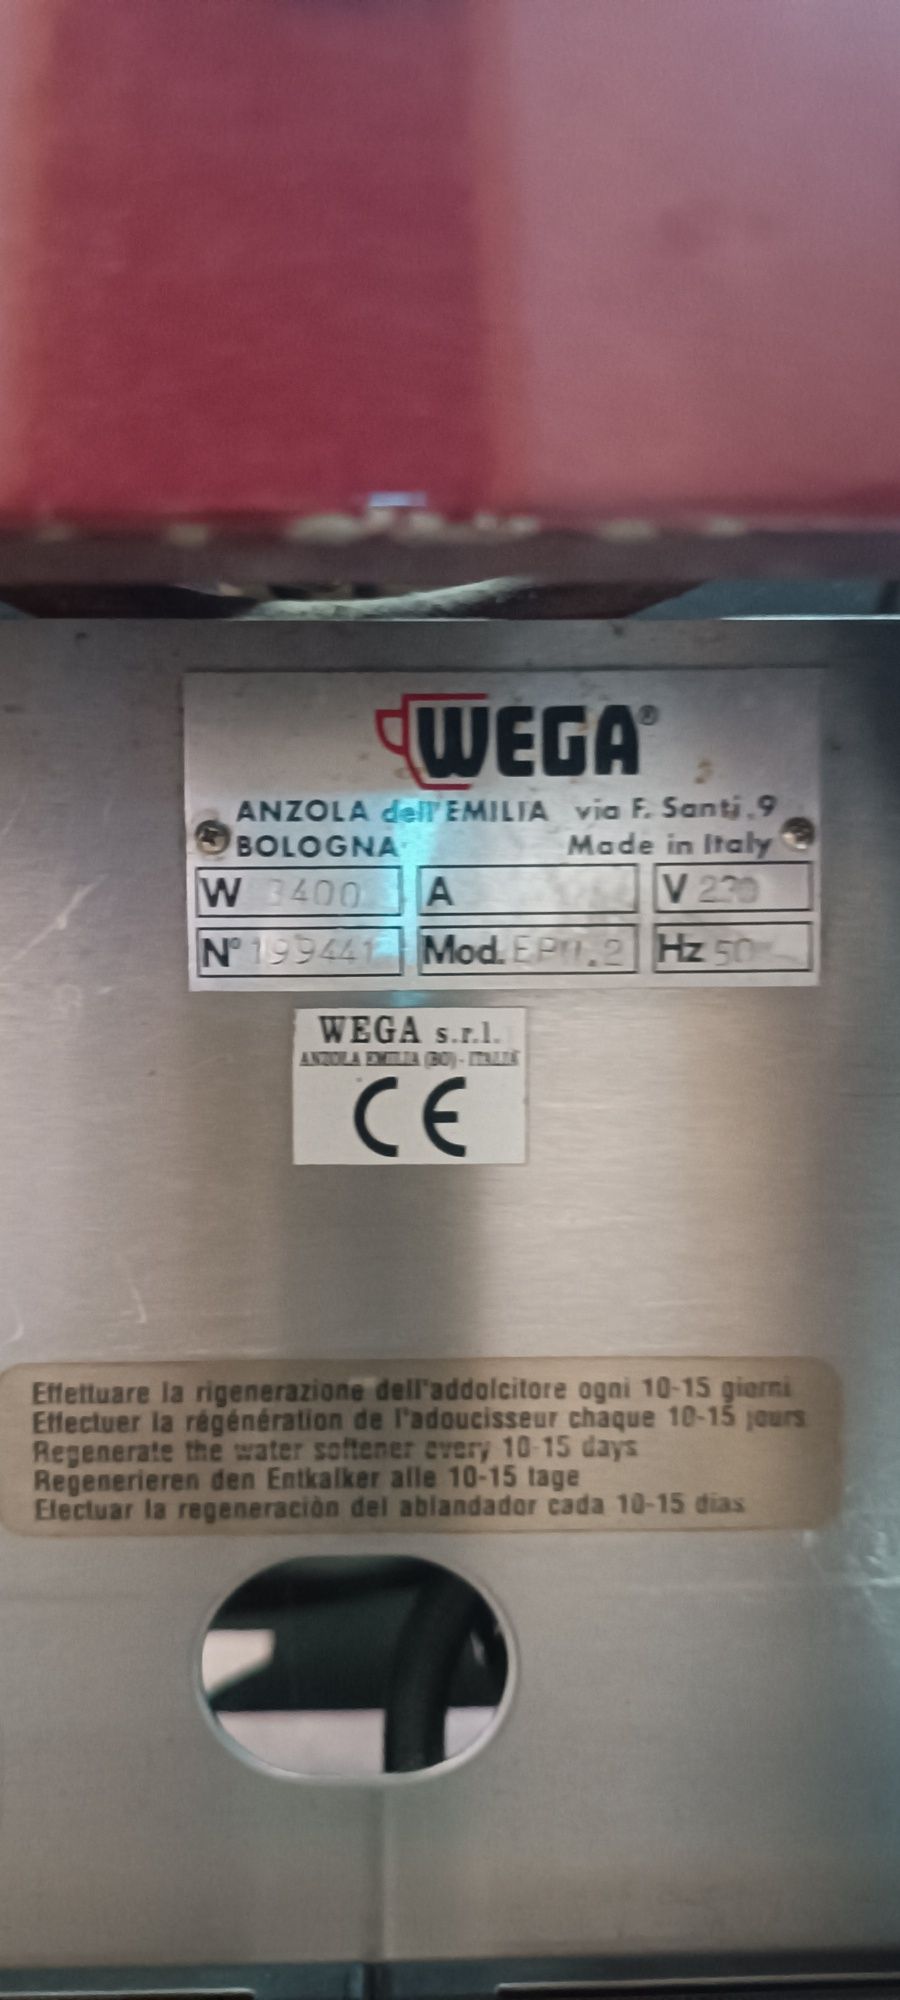 WEGA®
ANZOLA dell'EMILIA via F. Santi, 9
BOLOGNA Made in Italy
W 3400 A V 230
N° 199441 Mod. Hz 50
WEGA s.r.l.
ANZOLA EMILIA (BO) - ITALIA
CE
Effettuare la rigenerazione dell'addolcitore ogni 10-15 giorni
Effectuer la régénération de l'adoucisseur chaque 10-15 jours
Regenerate the water softener every 10-15 days
Regenerieren den Entkalker alle 10-15 tage
Efectuar la regeneraciòn del ablandador cada 10-15 dias